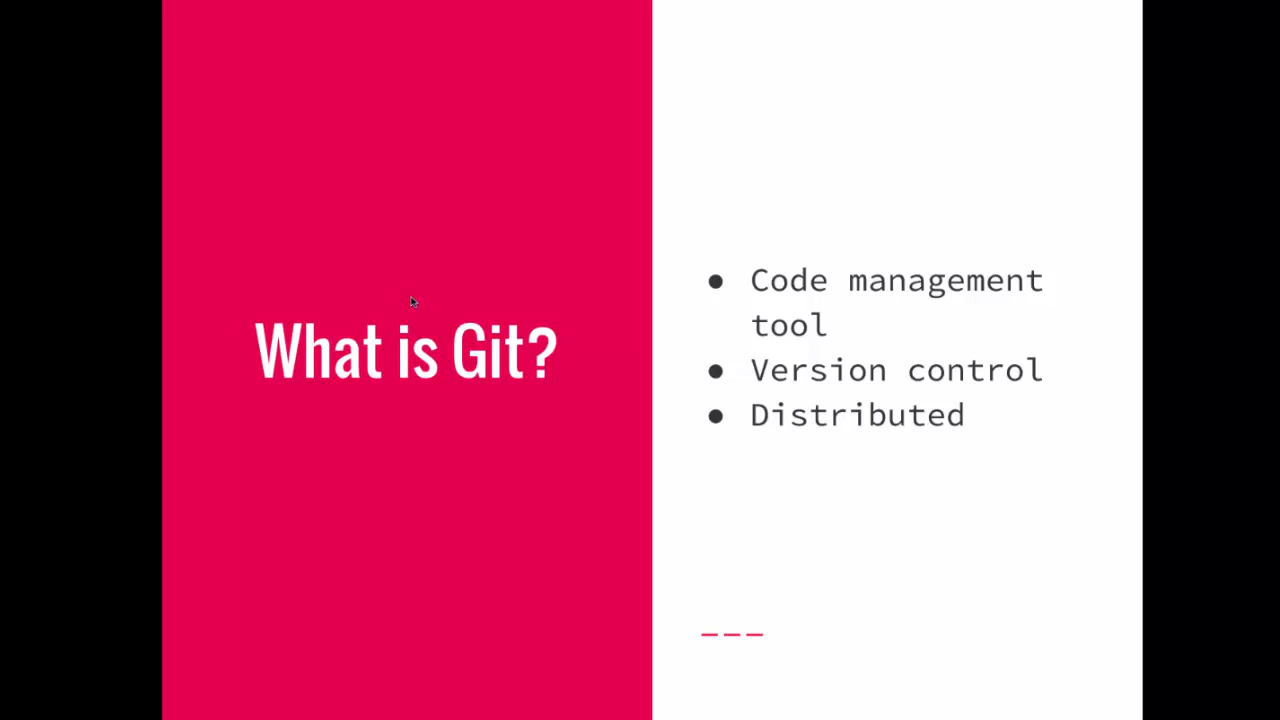 What is Git?
● Code management
tool
● Version control
● Distributed